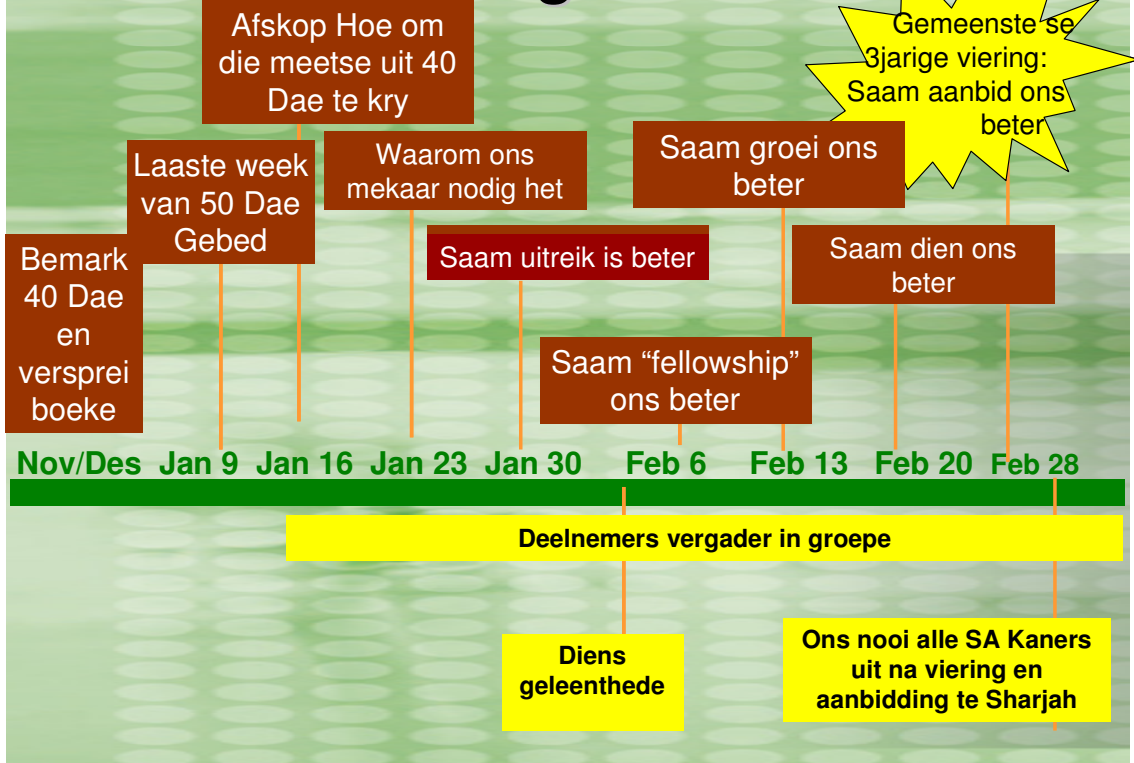 Afskop Hoe om
die meetse uit 40
Dae te kry
Gemeenste se
3jarige viering:
Saam aanbid ons
beter
Laaste week
van 50 Dae
Gebed
Waarom ons
mekaar nodig het
Saam groei ons
beter
Bemark
40 Dae
en
versprei
boeke
Saam uitreik is beter
Saam dien ons
beter
Saam “fellowship”
ons beter
Nov/Des Jan 9 Jan 16 Jan 23 Jan 30 Feb 6 Feb 13 Feb 20 Feb 28
Deelnemers vergader in groepe
Diens
geleenthede
Ons nooi alle SA Kaners
uit na viering en
aanbidding te Sharjah